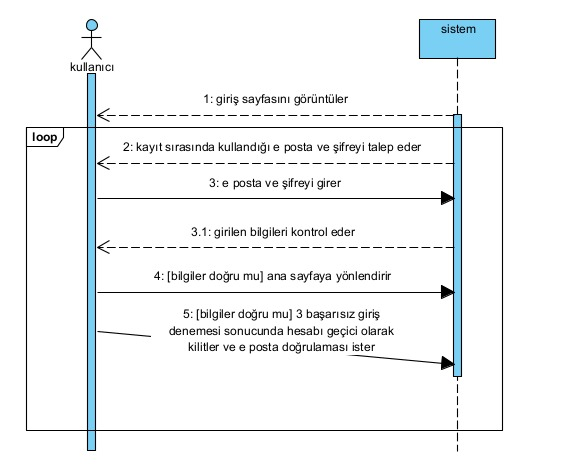 sistem
kullanıcı
1: giriş sayfasını görüntüler
loop
2: kayıt sırasında kullandığı e posta ve şifreyi talep eder
3: e posta ve şifreyi girer
3.1: girilen bilgileri kontrol eder
4: [bilgiler doğru mu] ana sayfaya yönlendirir
5: [bilgiler doğru mu] 3 başarısız giriş
denemesi sonucunda hesabı geçici olarak
kilitler ve e posta doğrulaması ister